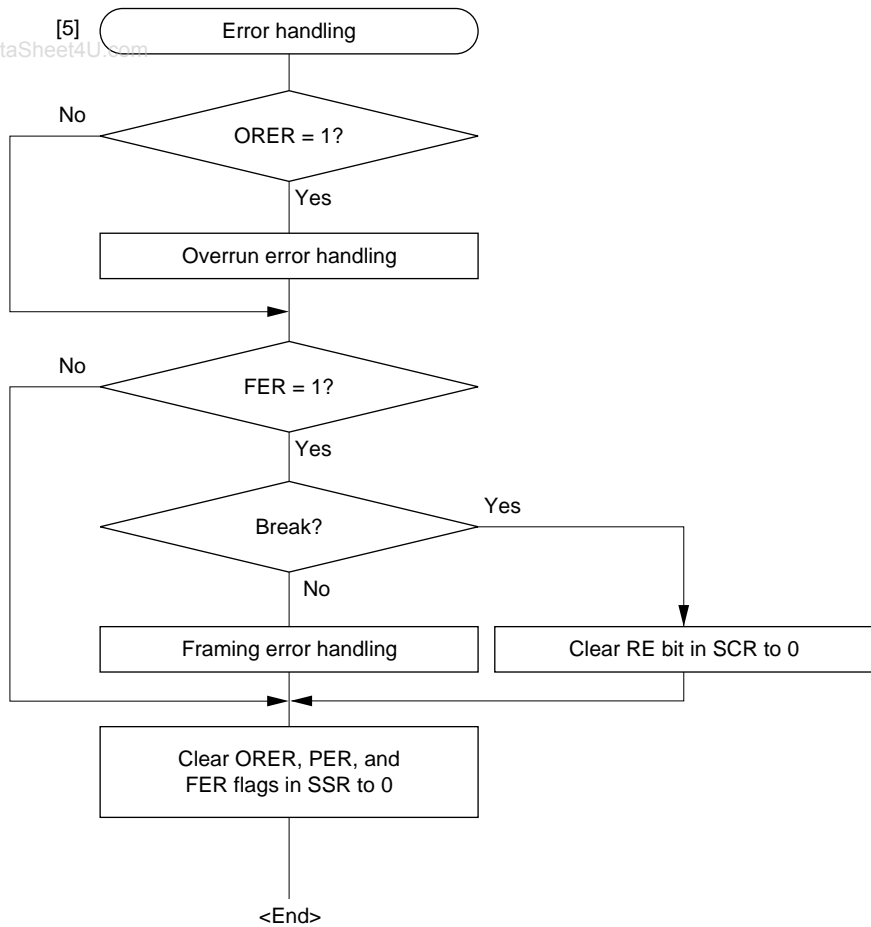 [5]
Error handling
taSheet4U.com
No
ORER = 1?
Yes
Overrun error handling
No
FER = 1?
Yes
Break?
Yes
No
Framing error handling
Clear RE bit in SCR to 0
Clear ORER, PER, and
FER flags in SSR to 0
<End>